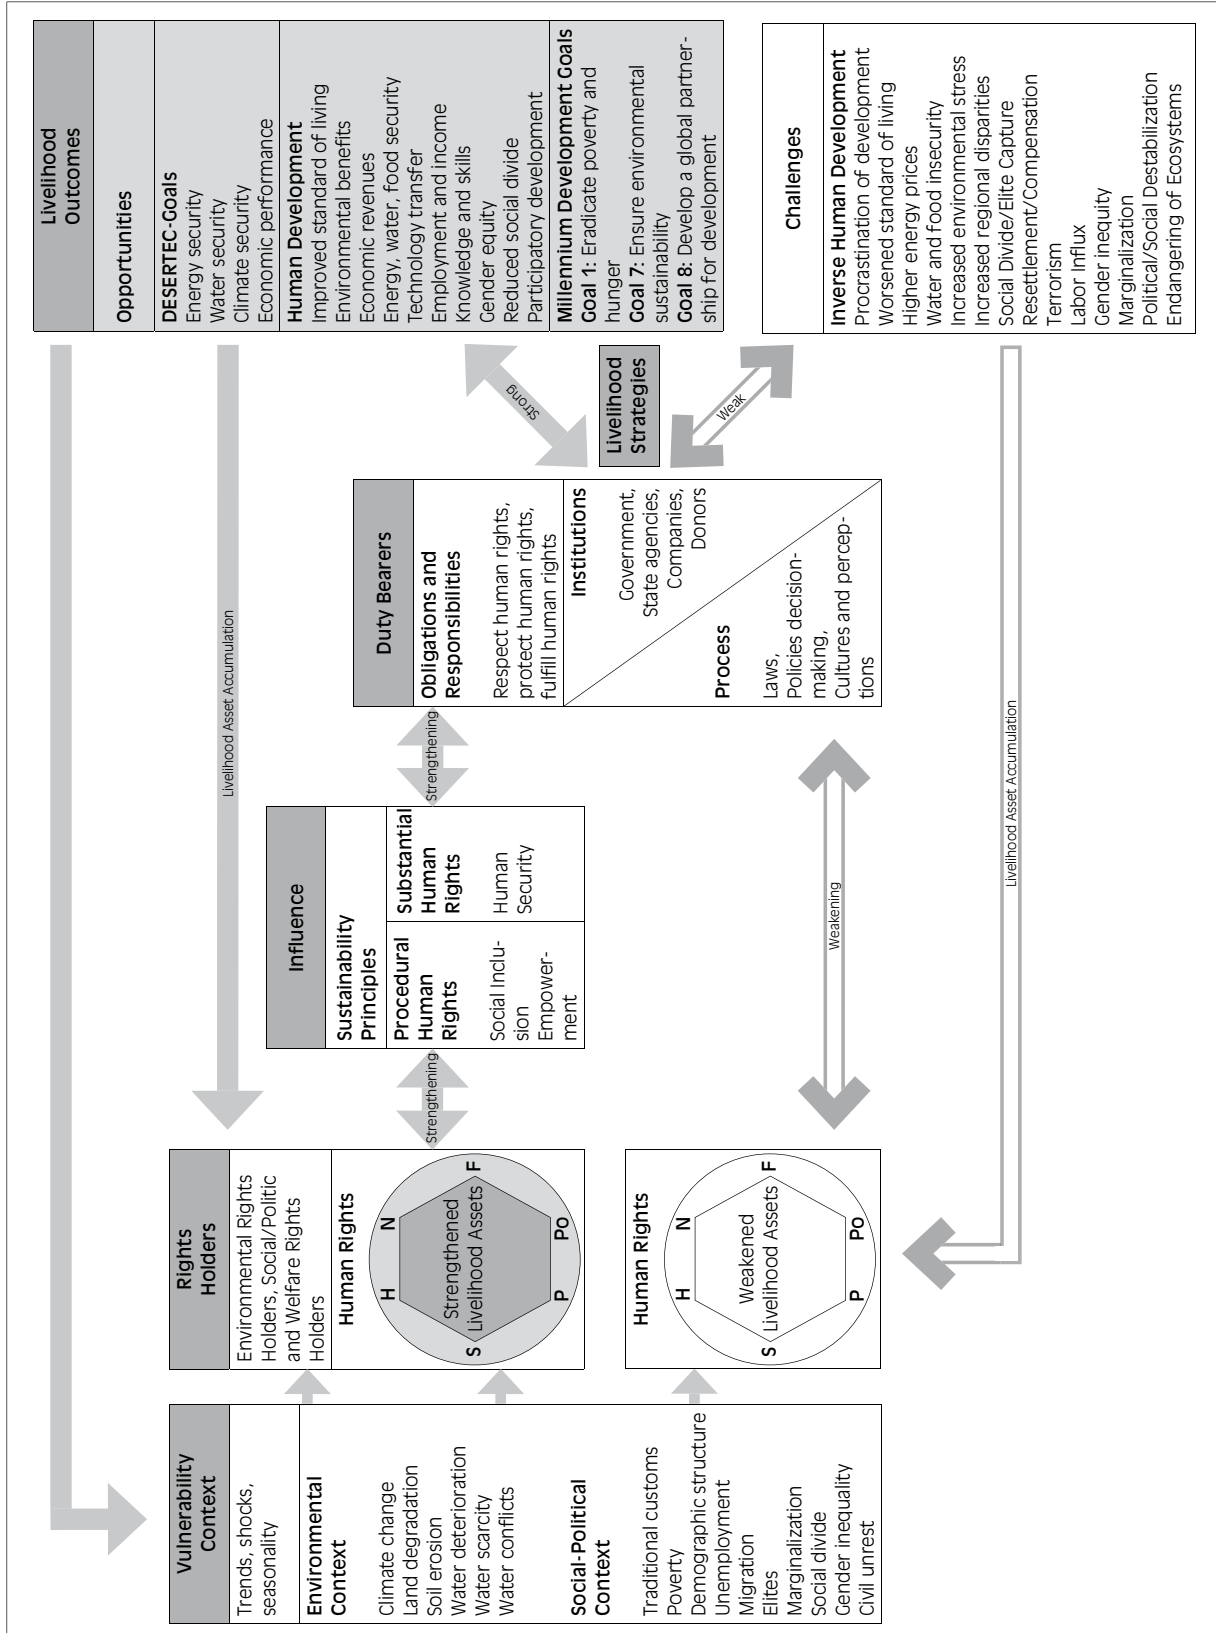 Vulnerability
Context
Trends, shocks,
seasonality
Environmental
Context
Climate change
Land degradation
Soil erosion
Water deterioration
Water scarcity
Water conflicts
Social-Political
Context
Traditional customs
Poverty
Demographic structure
Unemployment
Migration
Elites
Marginalization
Social divide
Gender inequality
Civil unrest
Rights
Holders
Environmental Rights
Holders, Social/Politic
and Welfare Rights
Holders
Human Rights
H
N
S
Strengthened
Livelihood Assets
F
P
Po
Human Rights
H
N
S
Weakened
Livelihood Assets
F
P
Po
Strengthening
Influence
Sustainability
Principles
Procedural
Human
Rights
Social Inclu-
sion
Empower-
ment
Substantial
Human
Rights
Human
Security
Strengthening
Weakening
Livelihood Asset Accumulation
Livelihood Asset Accumulation
Duty Bearers
Obligations and
Responsibilities
Respect human rights,
protect human rights,
fulfill human rights
Institutions
Government,
State agencies,
Companies,
Donors
Process
Laws,
Policies decision-
making,
Cultures and percep-
tions
Strong
Livelihood
Strategies
Weak
Livelihood
Outcomes
Opportunities
DESERTEC-Goals
Energy security
Water security
Climate security
Economic performance
Human Development
Improved standard of living
Environmental benefits
Economic revenues
Energy, water, food security
Technology transfer
Employment and income
Knowledge and skills
Gender equity
Reduced social divide
Participatory development
Millennium Development Goals
Goal 1: Eradicate poverty and
hunger
Goal 7: Ensure environmental
sustainability
Goal 8: Develop a global partner-
ship for development
Challenges
Inverse Human Development
Procrastination of development
Worsened standard of living
Higher energy prices
Water and food insecurity
Increased environmental stress
Increased regional disparities
Social Divide/Elite Capture
Resettlement/Compensation
Terrorism
Labor Influx
Gender inequity
Marginalization
Political/Social Destabilization
Endangering of Ecosystems